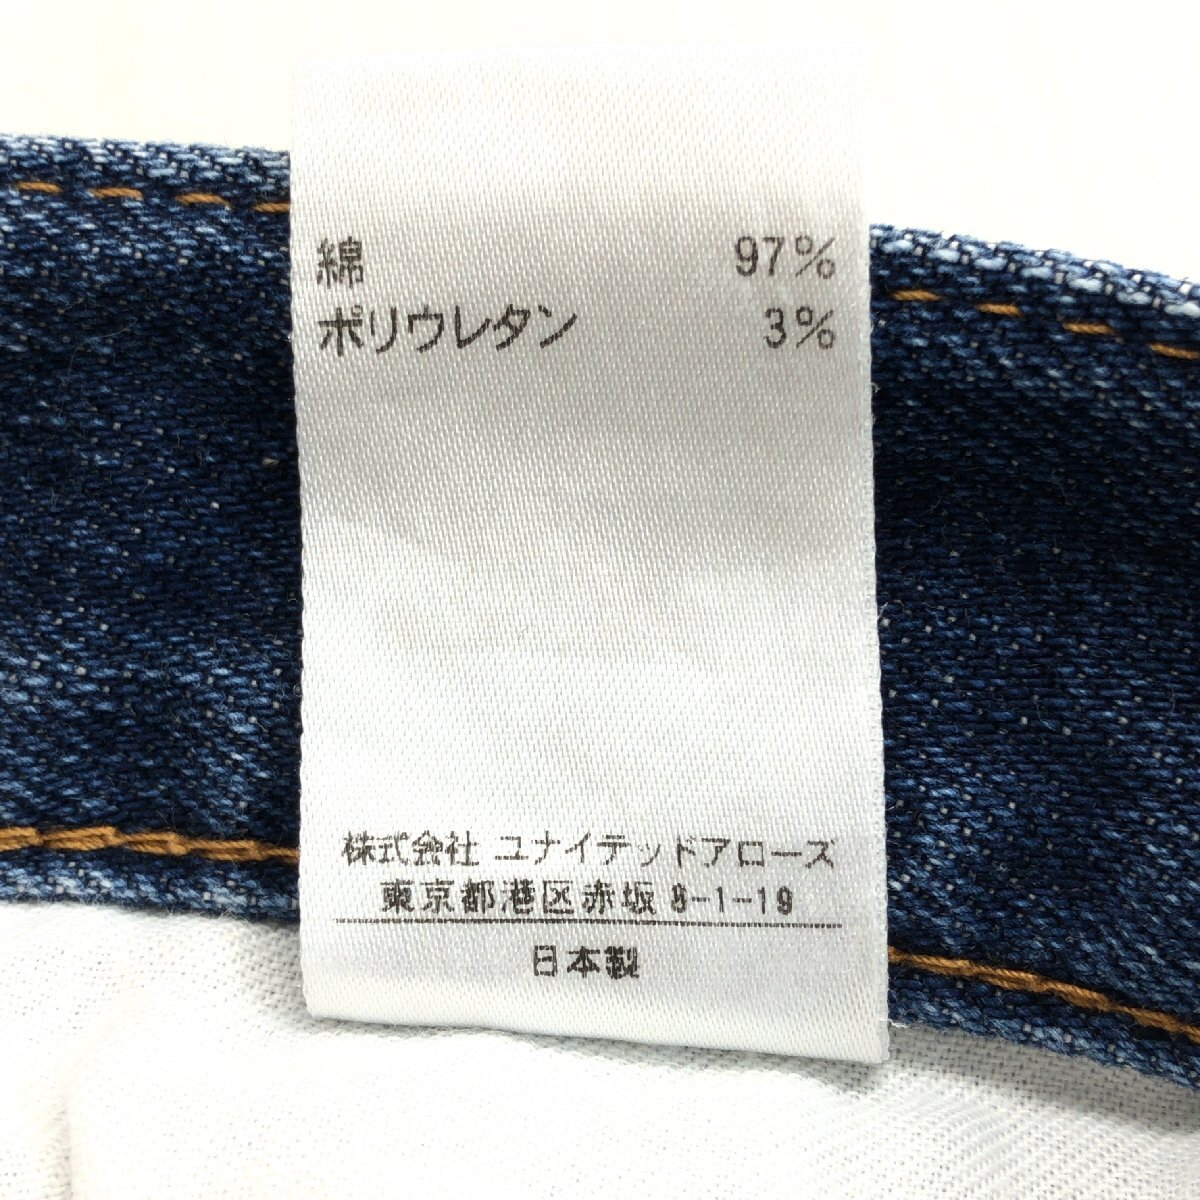 綿 97%
ポリウレタン 3%
株式会社 ユナイテッドアローズ
東京都港区赤坂 8-1-19
日本製